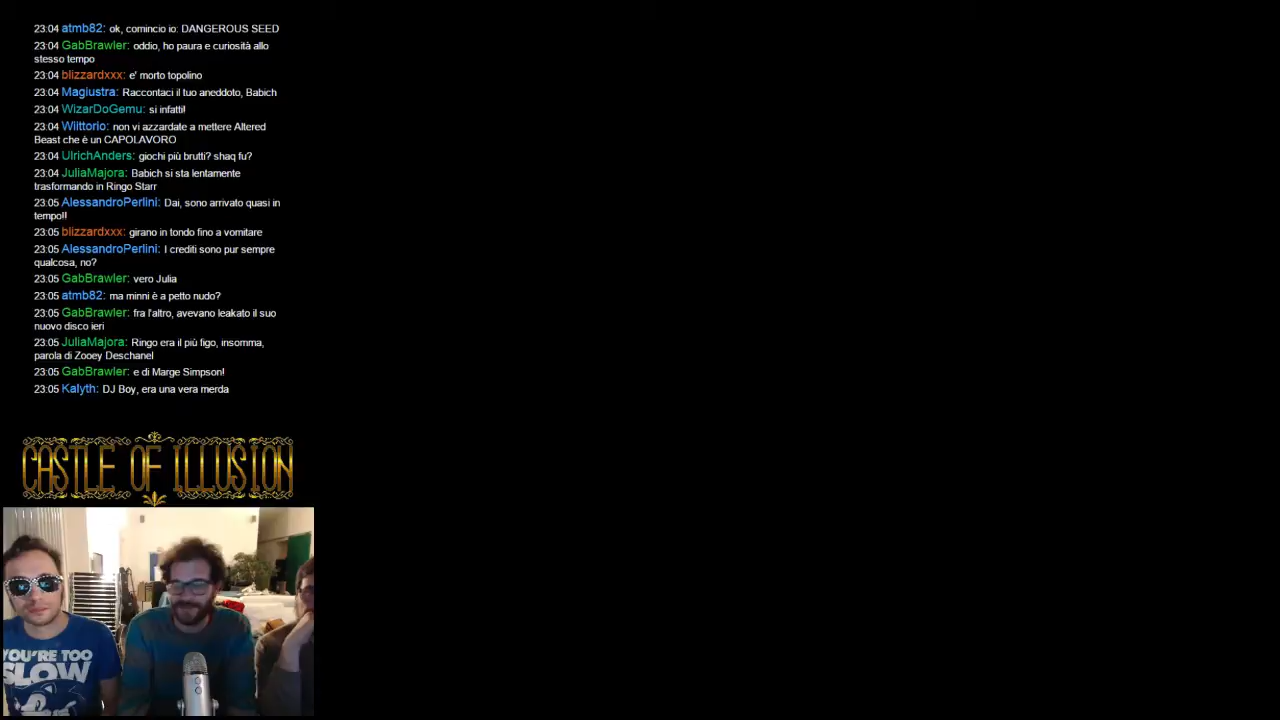 23:04 atmb82: ok, comincio io: DANGEROUS SEED
23:04 GabBrawler: oddio, ho paura e curiosità allo
stesso tempo
23:04 blizzardxxx: e' morto topolino
23:04 Magiustra: Raccontaci il tuo aneddoto, Babich
23:04 WizarDoGemu: si infatti!
23:04 Wiittorio: non vi azzardate a mettere Altered
Beast che è un CAPOLAVORO
23:04 UlrichAnders: giochi più brutti? shaq fu?
23:04 JuliaMajora: Babich si sta lentamente
trasformando in Ringo Starr
23:05 AlessandroPerlini: Dai, sono arrivato quasi in
tempo!!
23:05 blizzardxxx: girano in tondo fino a vomitare
23:05 AlessandroPerlini: I crediti sono pur sempre
qualcosa, no?
23:05 GabBrawler: vero Julia
23:05 atmb82: ma minni è a petto nudo?
23:05 GabBrawler: fra l'altro, avevano leakato il suo
nuovo disco ieri
23:05 JuliaMajora: Ringo era il più figo, insomma,
parola di Zooey Deschanel
23:05 GabBrawler: e di Marge Simpson!
23:05 Kalyth: DJ Boy, era una vera merda
CASTLE OF ILLUSION
YOU'RE TOO
SLOW